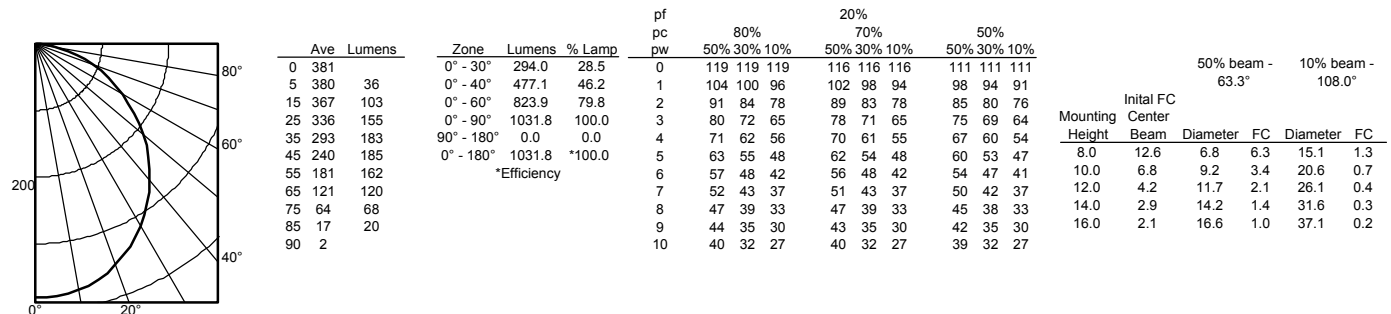 80°
60°
200
40°
0°
20°
Ave Lumens
0 381
5 380 36
15 367 103
25 336 155
35 293 183
45 240 185
55 181 162
65 121 120
75 64 68
85 17 20
90 2
Zone Lumens % Lamp
0° - 30° 294.0 28.5
0° - 40° 477.1 46.2
0° - 60° 823.9 79.8
0° - 90° 1031.8 100.0
90° - 180° 0.0 0.0
0° - 180° 1031.8 *100.0
*Efficiency
pf 20%
pc 80% 70% 50%
pw 50% 30% 10% 50% 30% 10% 50% 30% 10%
0 119 119 119 116 116 116 111 111 111
1 104 100 96 102 98 94 98 94 91
2 91 84 78 89 83 78 85 80 76
3 80 72 65 78 71 65 75 69 64
4 71 62 56 70 61 55 67 60 54
5 63 55 48 62 54 48 60 53 47
6 57 48 42 56 48 42 54 47 41
7 52 43 37 51 43 37 50 42 37
8 47 39 33 47 39 33 45 38 33
9 44 35 30 43 35 30 42 35 30
10 40 32 27 40 32 27 39 32 27
50% beam - 10% beam -
63.3° 108.0°
Inital FC
Mounting Center
Height Beam Diameter FC Diameter FC
8.0 12.6 6.8 6.3 15.1 1.3
10.0 6.8 9.2 3.4 20.6 0.7
12.0 4.2 11.7 2.1 26.1 0.4
14.0 2.9 14.2 1.4 31.6 0.3
16.0 2.1 16.6 1.0 37.1 0.2